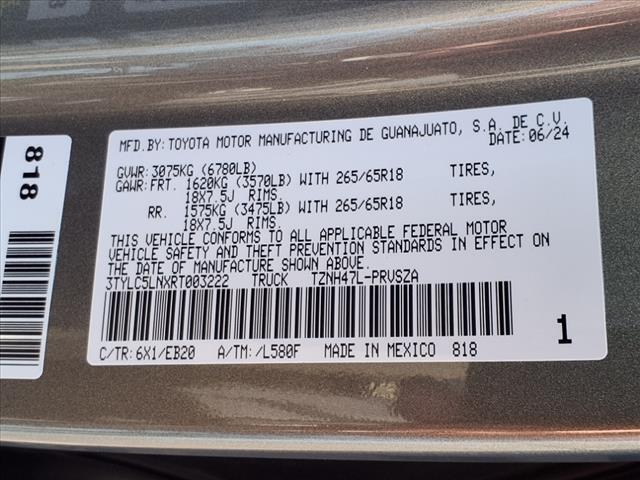 818
MFD.BY: TOYOTA MOTOR MANUFACTURING DE GUANAJUATO, S.A. DE C.V.
DATE: 06/24
GVWR: 3075KG (6780LB)
GAWR: FRT. 1620KG (3570LB) WITH 265/65R18 TIRES,
18X7.5J RIMS.
RR. 1575KG (3475LB) WITH 265/65R18 TIRES,
18X7.5J RIMS.
THIS VEHICLE CONFORMS TO ALL APPLICABLE FEDERAL MOTOR
VEHICLE SAFETY AND THEFT PREVENTION STANDARDS IN EFFECT ON
THE DATE OF MANUFACTURE SHOWN ABOVE.
3TYLC5LNXRT003222 TRUCK TZNH47L-PRVSZA
1
C/TR: 6X1/EB20 A/TM: /L580F MADE IN MEXICO 818